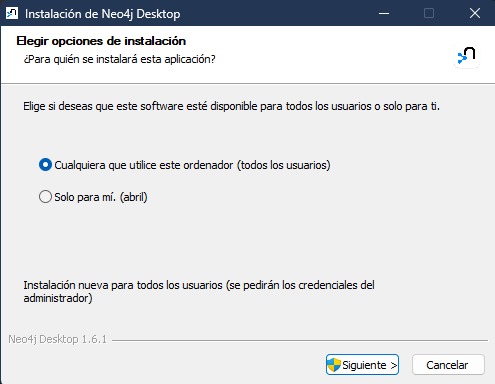 Instalación de Neo4j Desktop
Elegir opciones de instalación
¿Para quién se instalará esta aplicación?
Elige si deseas que este software esté disponible para todos los usuarios o solo para ti.
Cualquiera que utilice este ordenador (todos los usuarios)
Solo para mí. (abril)
Instalación nueva para todos los usuarios (se pedirán los credenciales del
administrador)
Neo4j Desktop 1.6.1
Siguiente >
Cancelar